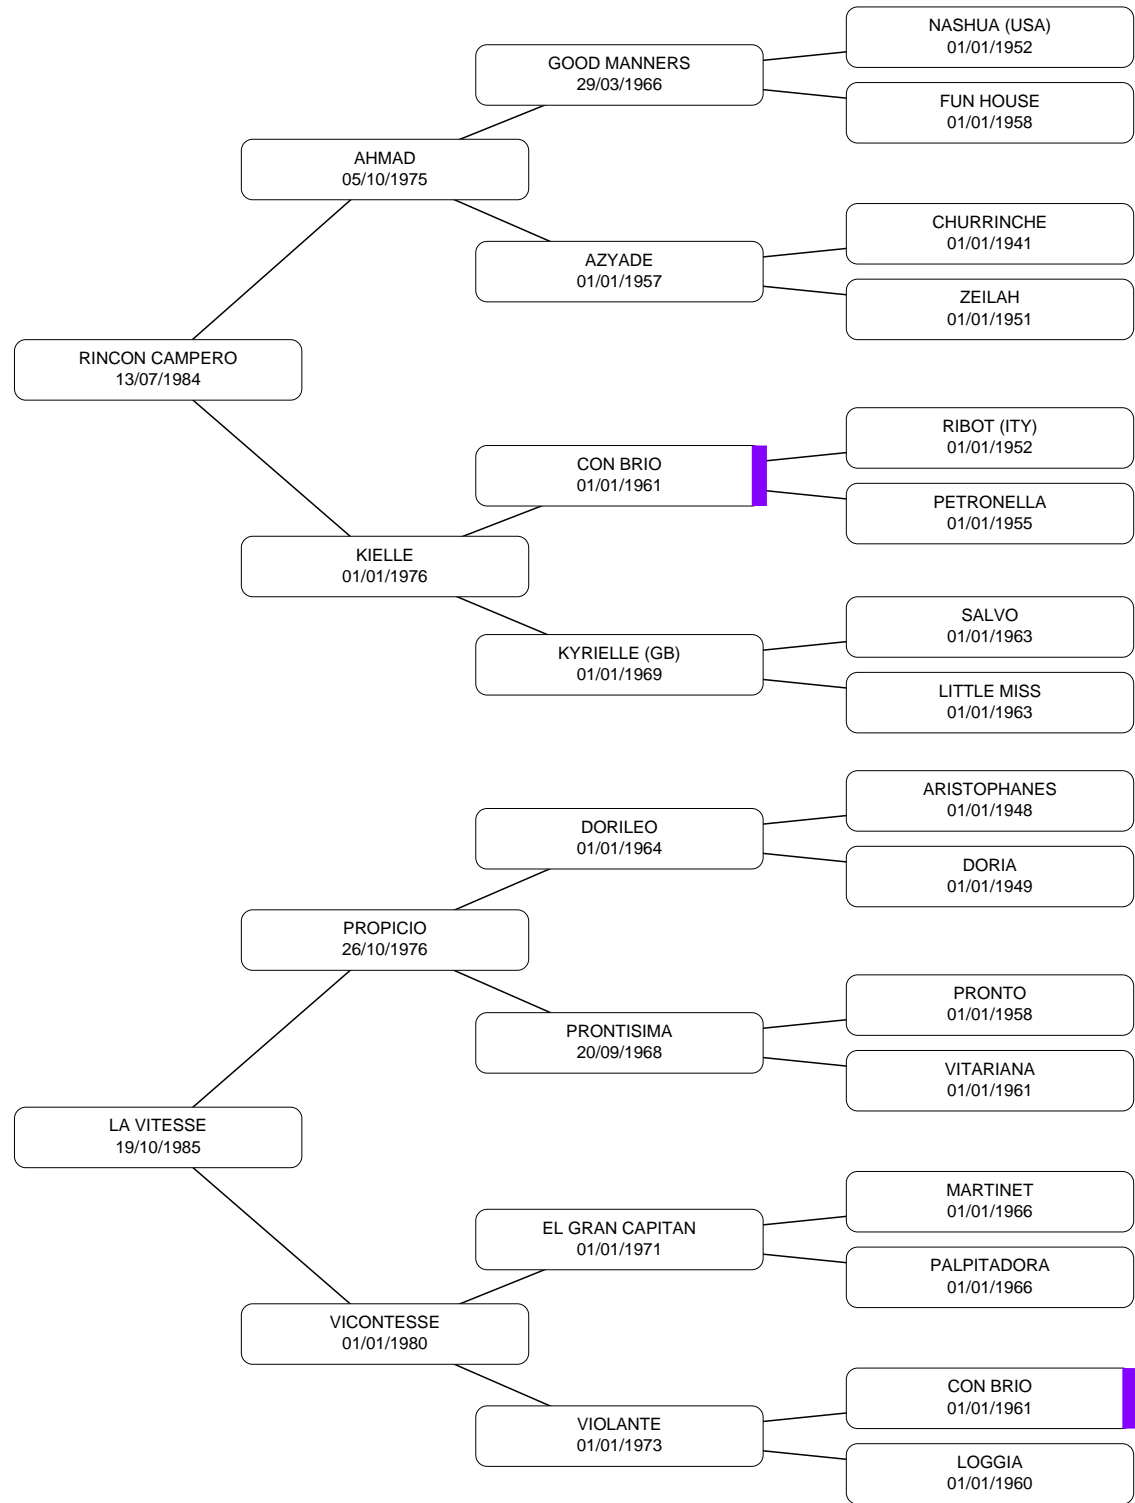 NASHUA (USA)
01/01/1952
GOOD MANNERS
29/03/1966
FUN HOUSE
01/01/1958
AHMAD
05/10/1975
CHURRINCHE
01/01/1941
AZYADE
01/01/1957
ZEILAH
01/01/1951
RINCON CAMPERO
13/07/1984
RIBOT (ITY)
01/01/1952
CON BRIO
01/01/1961
PETRONELLA
01/01/1955
KIELLE
01/01/1976
SALVO
01/01/1963
KYRIELLE (GB)
01/01/1969
LITTLE MISS
01/01/1963
ARISTOPHANES
01/01/1948
DORILEO
01/01/1964
DORIA
01/01/1949
PROPICIO
26/10/1976
PRONTO
01/01/1958
PRONTISIMA
20/09/1968
VITARIANA
01/01/1961
LA VITESSE
19/10/1985
MARTINET
01/01/1966
EL GRAN CAPITAN
01/01/1971
PALPITADORA
01/01/1966
VICONTESSE
01/01/1980
CON BRIO
01/01/1961
VIOLANTE
01/01/1973
LOGGIA
01/01/1960